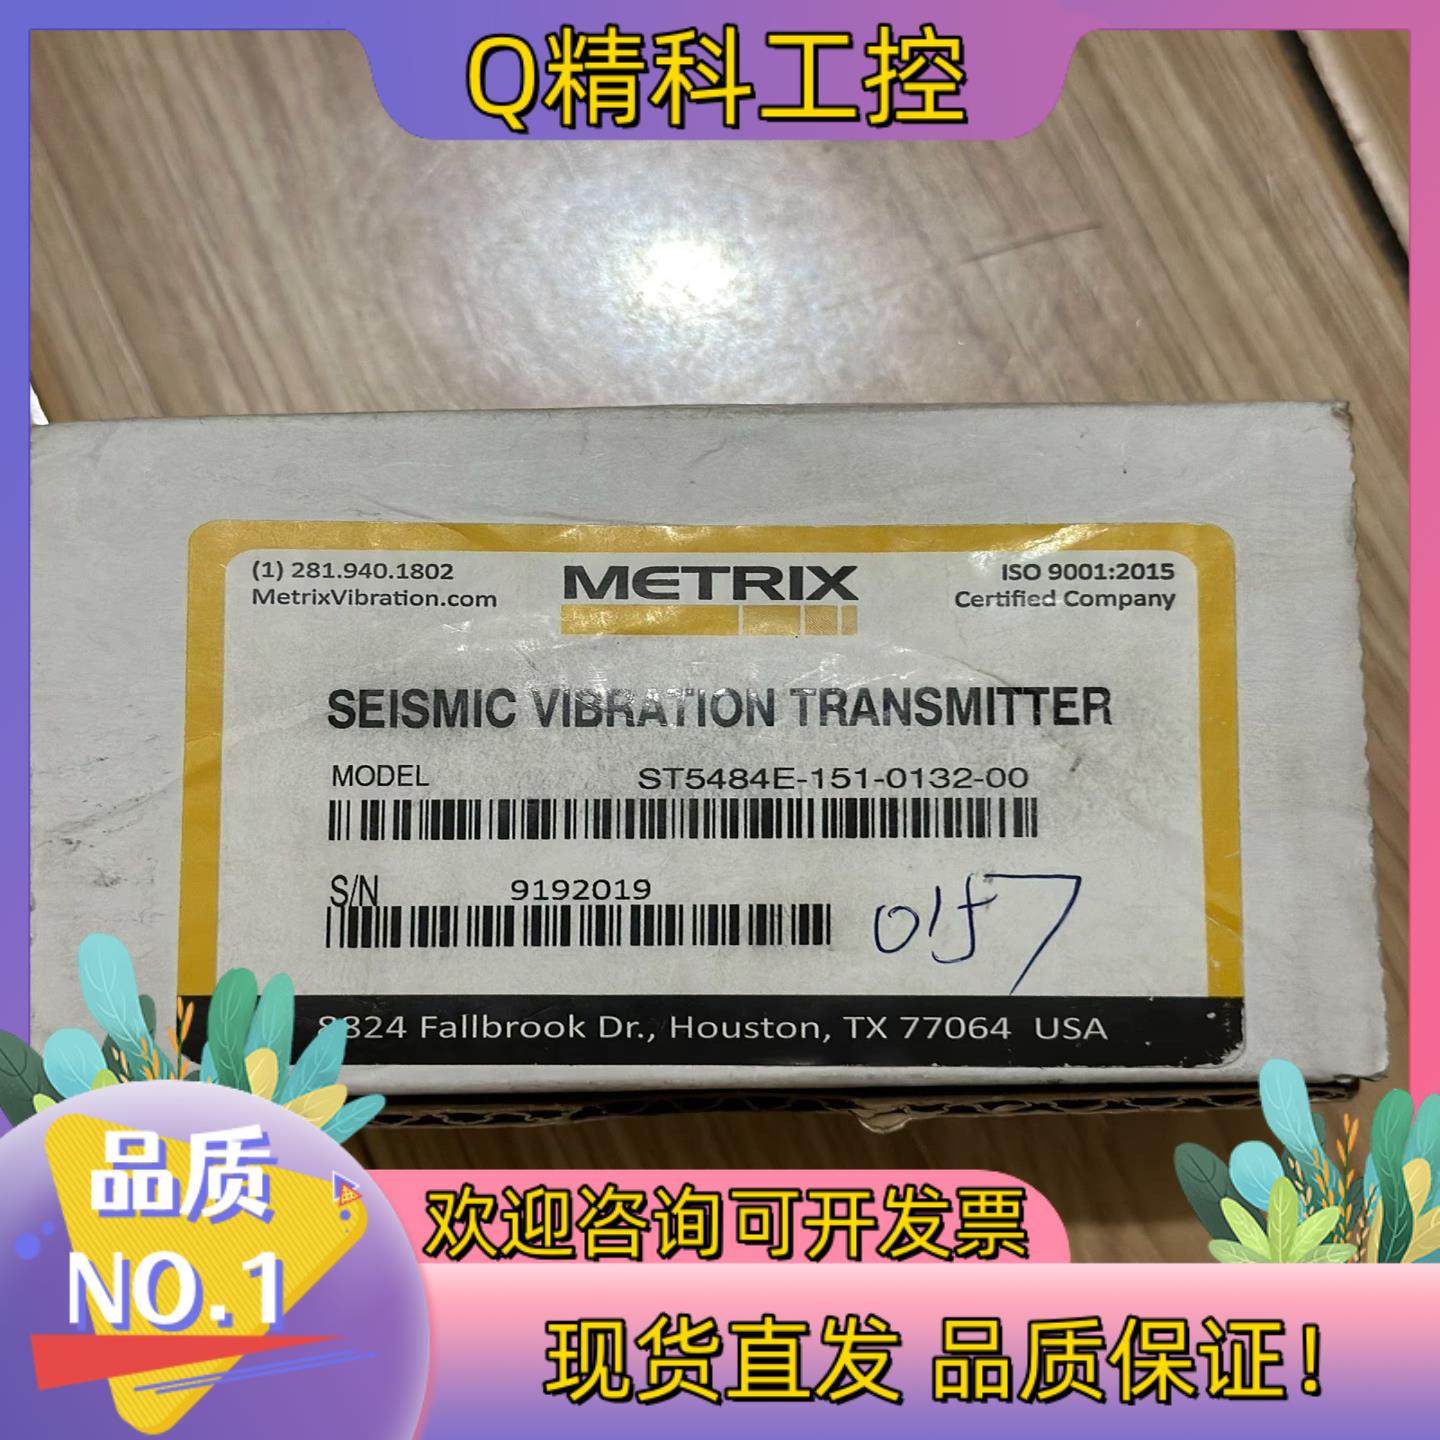 Q精科工控
(1) 281.940.1802
MetrixVibration.com
METRIX
ISO 9001:2015
Certified Company
SEISMIC VIBRATION TRANSMITTER
MODEL ST5484E-151-0132-00
S/N 9192019
0157
8824 Fallbrook Dr., Houston, TX 77064 USA
品质
NO.1
欢迎咨询可开发票
现货直发 品质保证！